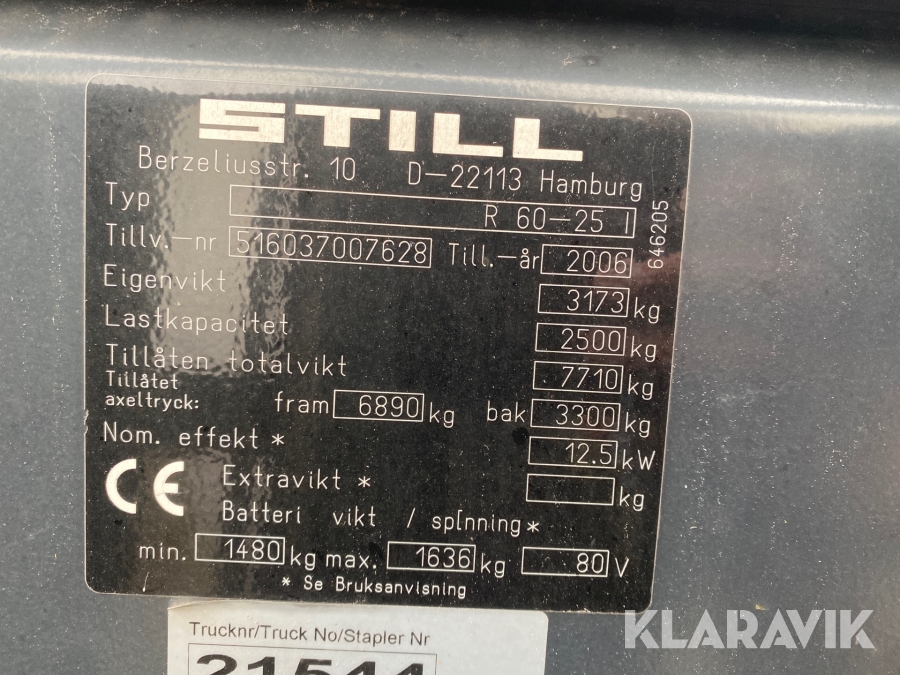 STILL
Berzeliusstr. 10 D-22113 Hamburg
Typ R 60-25 I
646205
Tillv.-nr 516037007628 Till.-år 2006
Eigenvikt 3173 kg
Lastkapacitet 2500 kg
Tillåten totalvikt 7710 kg
Tillåtet
axeltryck: fram 6890 kg bak 3300 kg
Nom. effekt * 12.5 kW
CE Extravikt * kg
Batteri vikt / sp[nning *
min. 1480 kg max. 1636 kg 80 V
* Se Bruksanvisning
Trucknr/Truck No/Stapler Nr
21544
KLARAVIK